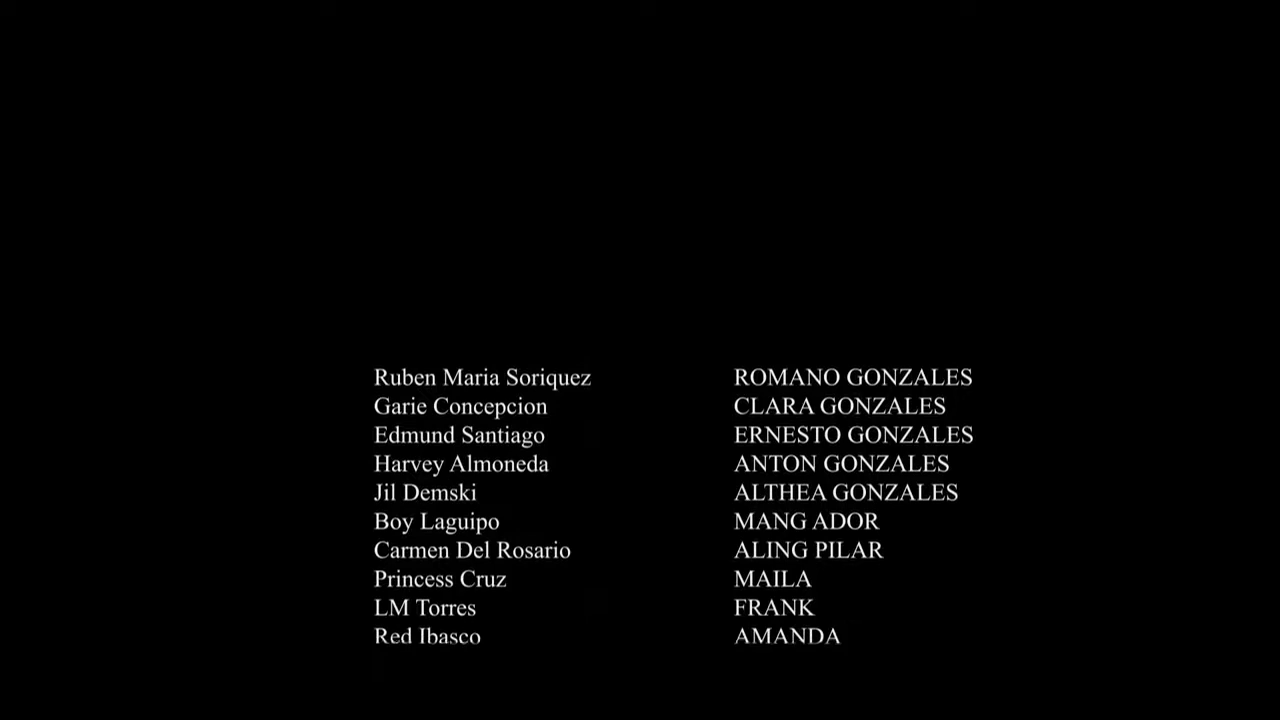 Ruben Maria Soriquez ROMANO GONZALES
Garie Concepcion CLARA GONZALES
Edmund Santiago ERNESTO GONZALES
Harvey Almoneda ANTON GONZALES
Jil Demski ALTHEA GONZALES
Boy Laguipo MANG ADOR
Carmen Del Rosario ALING PILAR
Princess Cruz MAILA
LM Torres FRANK
Red Ibasco AMANDA